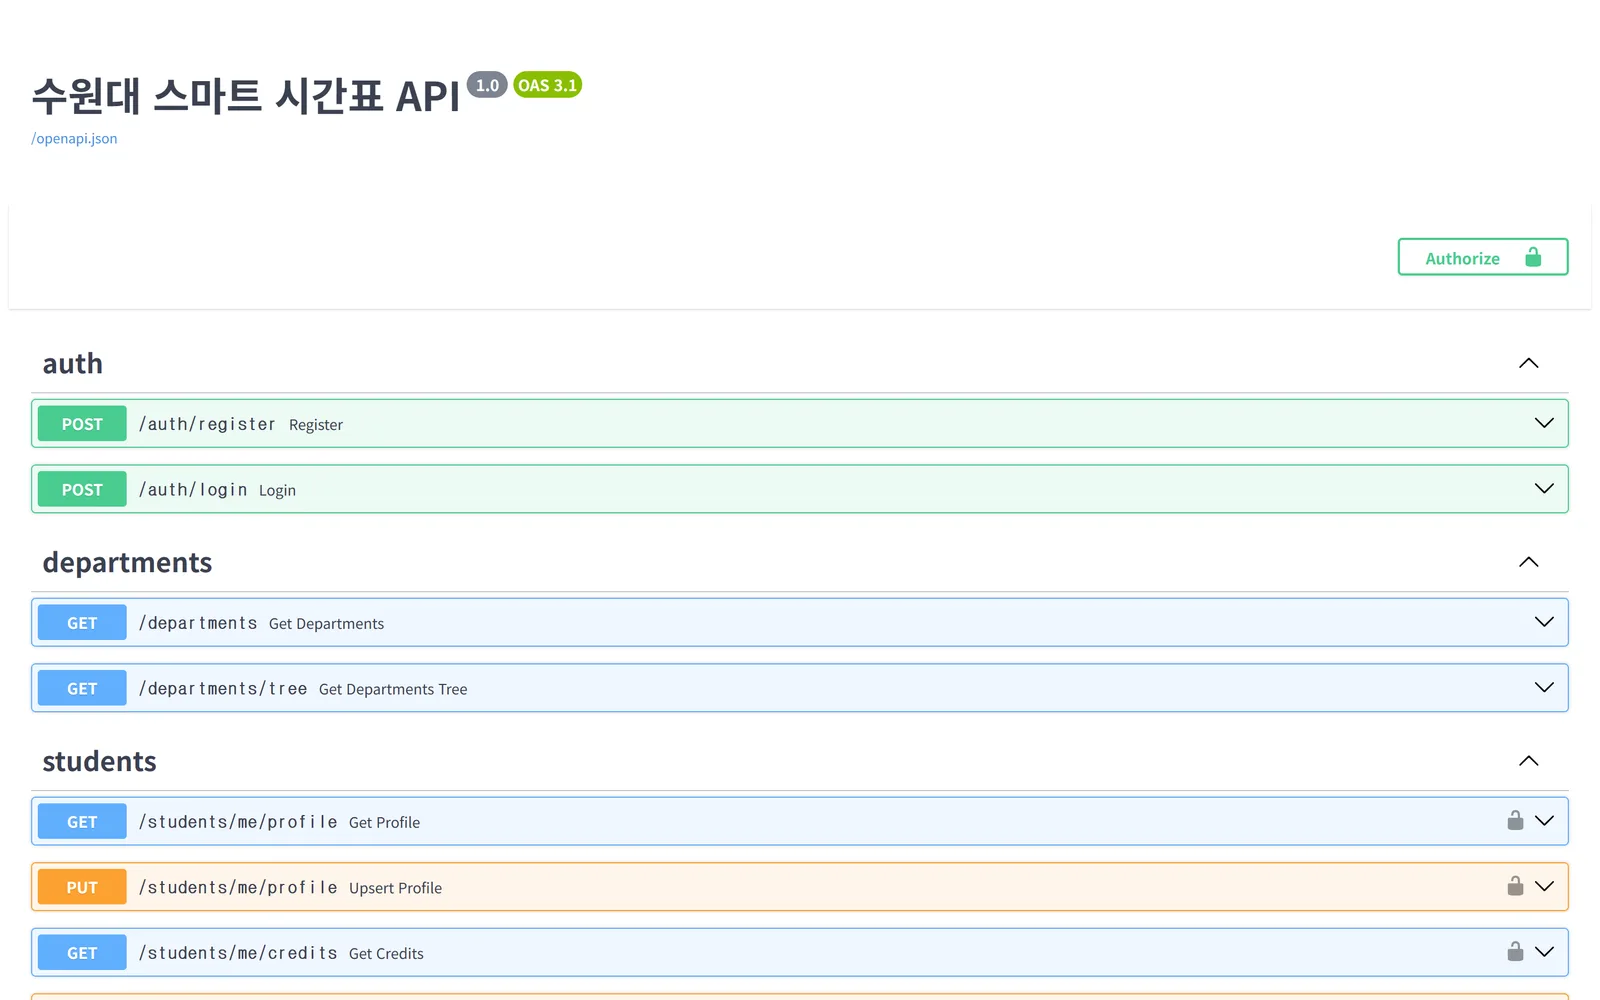 수원대 스마트 시간표 API 1.0 OAS 3.1
/openapi.json
Authorize
auth
POST /auth/register Register
POST /auth/login Login
departments
GET /departments Get Departments
GET /departments/tree Get Departments Tree
students
GET /students/me/profile Get Profile
PUT /students/me/profile Upsert Profile
GET /students/me/credits Get Credits